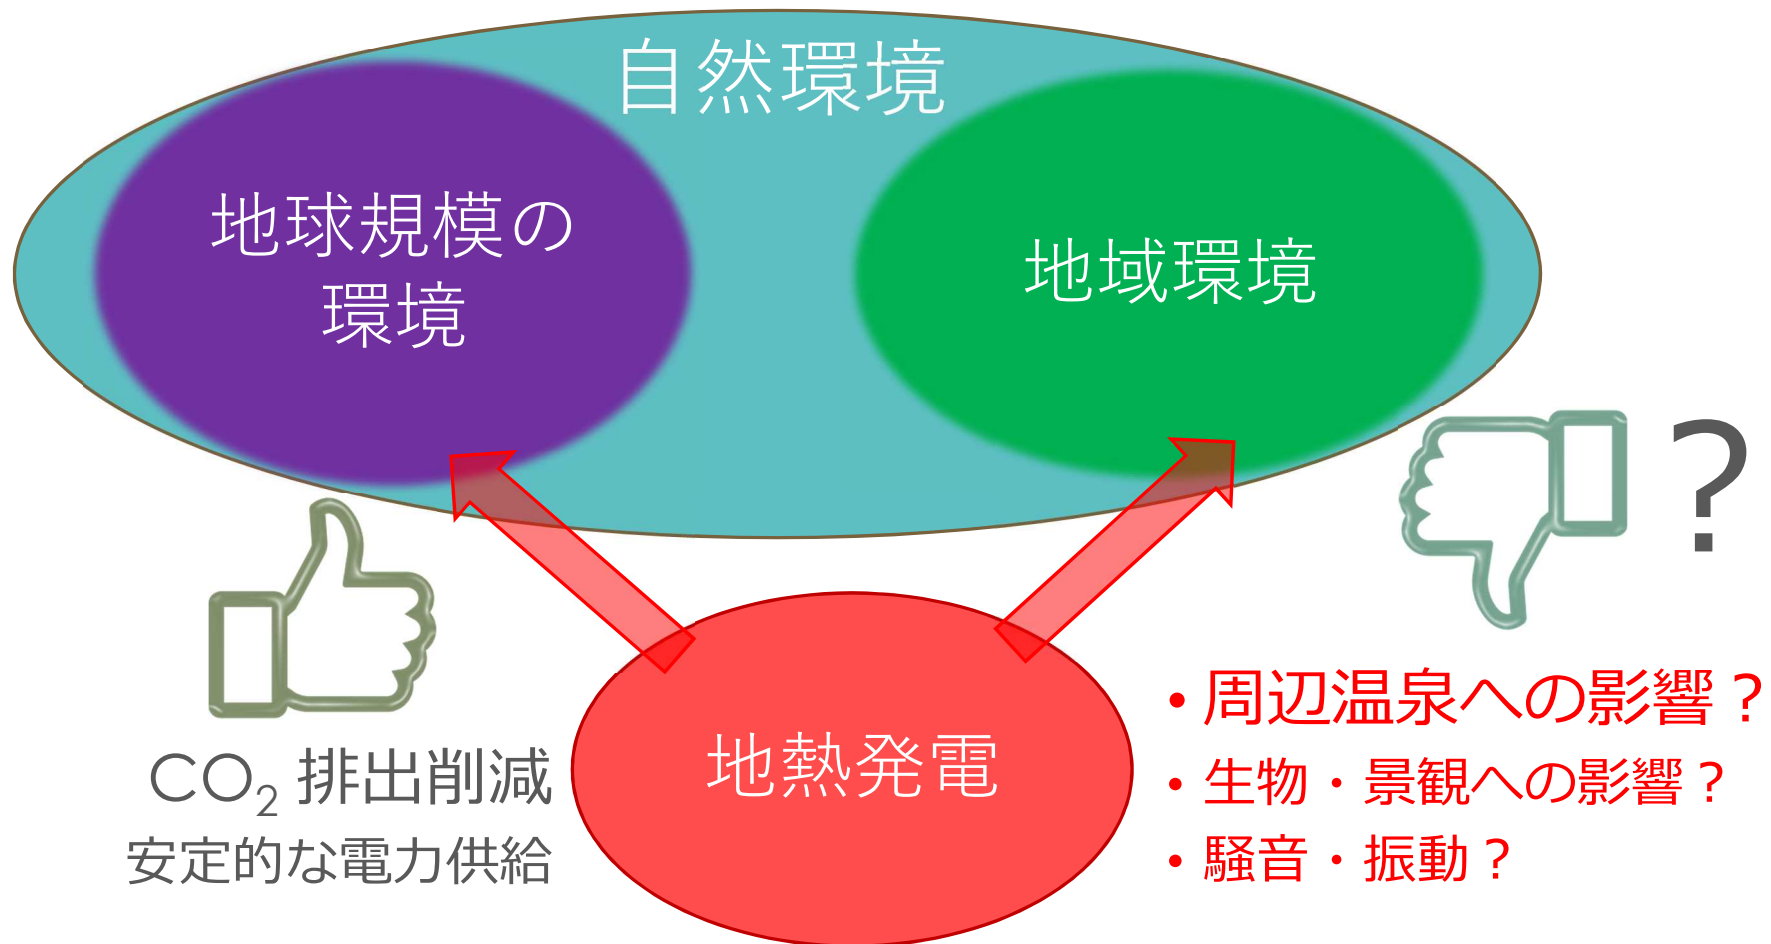 自然環境
地球規模の
環境
地域環境
?
地熱発電
CO₂ 排出削減
安定的な電力供給
• 周辺温泉への影響？
• 生物・景観への影響？
• 騒音・振動？